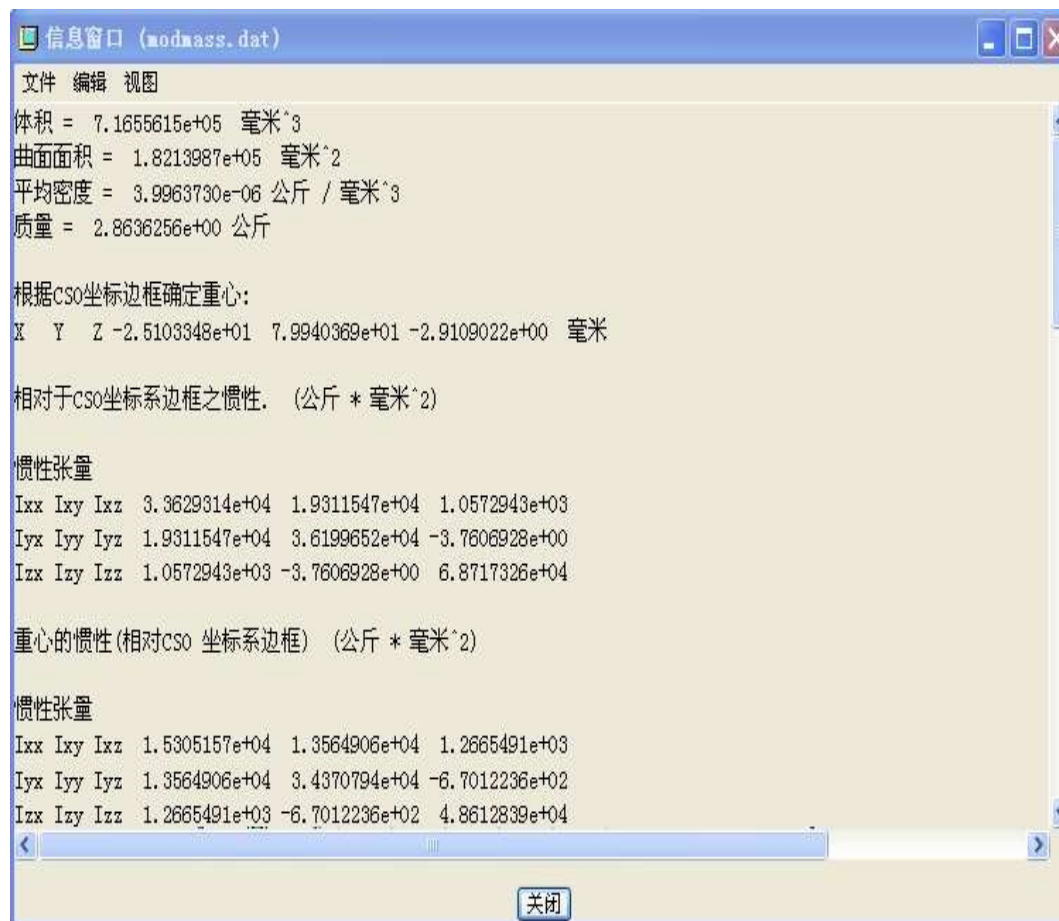 信息窗口 (modmass.dat)
文件 编辑 视图
体积 = 7.1655615e+05 毫米^3
曲面面积 = 1.8213987e+05 毫米^2
平均密度 = 3.9963730e-06 公斤 / 毫米^3
质量 = 2.8636256e+00 公斤
根据CSO坐标边框确定重心:
X Y Z -2.5103348e+01 7.9940369e+01 -2.9109022e+00 毫米
相对于CSO坐标系边框之惯性. (公斤 * 毫米^2)
惯性张量
Ixx Ixy Ixz 3.3629314e+04 1.9311547e+04 1.0572943e+03
Iyx Iyy Iyz 1.9311547e+04 3.6199652e+04 -3.7606928e+00
Izx Izy Izz 1.0572943e+03 -3.7606928e+00 6.8717326e+04
重心的惯性(相对CSO 坐标系边框) (公斤 * 毫米^2)
惯性张量
Ixx Ixy Ixz 1.5305157e+04 1.3564906e+04 1.2665491e+03
Iyx Iyy Iyz 1.3564906e+04 3.4370794e+04 -6.7012236e+02
Izx Izy Izz 1.2665491e+03 -6.7012236e+02 4.8612839e+04
关闭